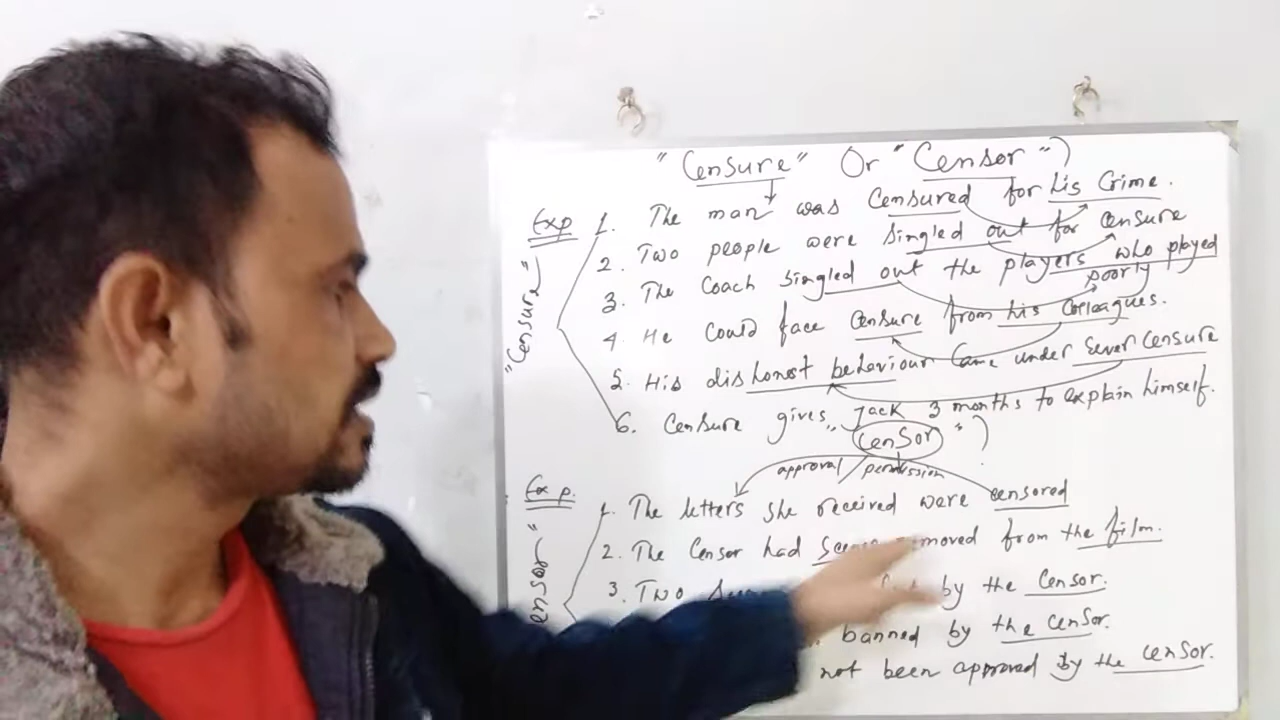 "Censure" Or "Censor")
Exp 1. The man was Censured for his Crime.
2. Two people were singled out for censure
3. The Coach singled out the players who played poorly
4. He could face censure from his Colleagues.
5. His dishonest behaviour Came under sever censure
6. Censure gives Jack 3 months to explain himself.
"Censure"
"CenSor")
approval/permission
Exp. 1. The letters she received were censored
2. The Censor had removed from the film.
3. Two by the Censor.
banned by the censor.
not been approved by the censor.